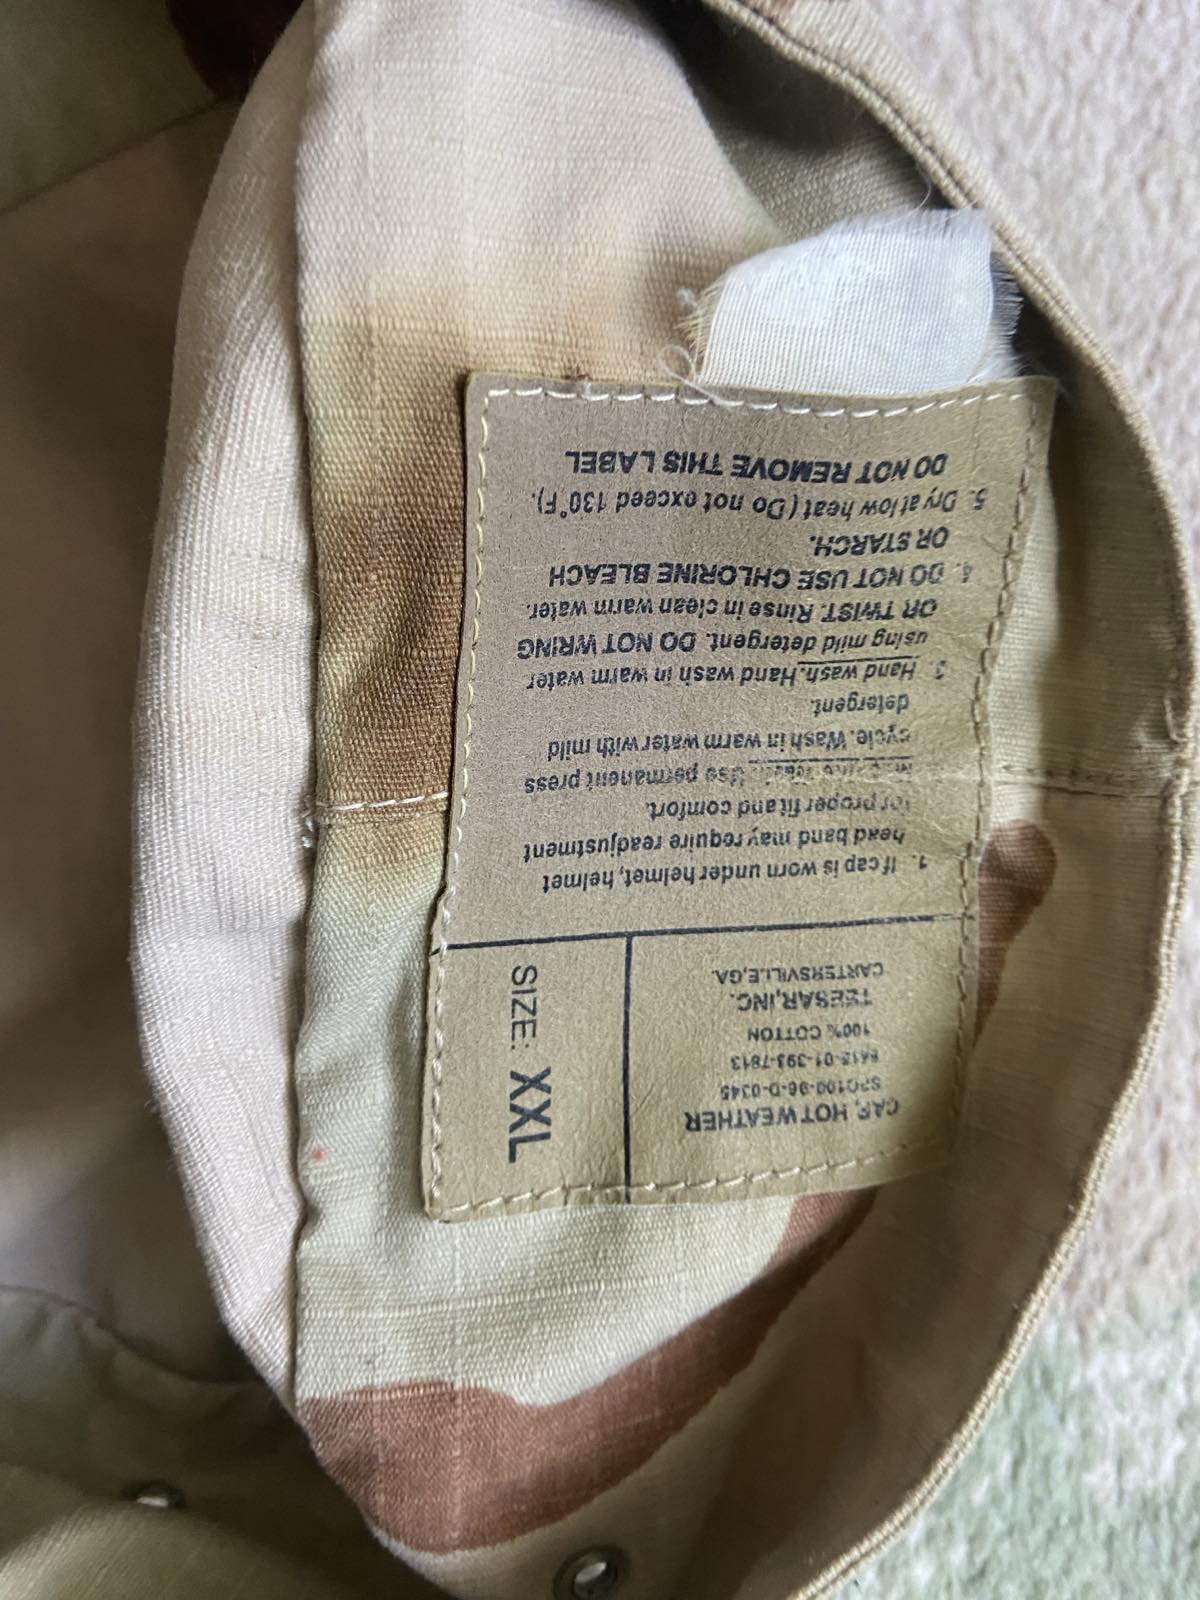 CAP, HOT WEATHER
SPO100-96-D-0345
8415-01-393-7813
100% COTTON
TEESAR,INC.
CARTERSVILLE,GA.
SIZE: XXL
1. If cap is worn under helmet, helmet
head band may require readjustment
for proper fit and comfort.
Use permanent press
cycle. Wash in warm water with mild
detergent.
3 Hand wash. Hand wash in warm water
using mild detergent. DO NOT WRING
OR TWIST. Rinse in clean warm water.
4. DO NOT USE CHLORINE BLEACH
OR STARCH.
5. Dry at low heat (Do not exceed 130°F).
DO NOT REMOVE THIS LABEL